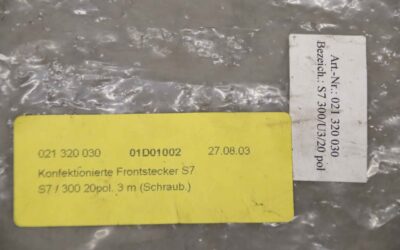 021 320 030 01D01002 27.08.03
Konfektionierte Frontstecker S7
S7 / 300 20pol. 3 m (Schraub.)
Art.-Nr.: 021 320 030
Bezeich.: S7 300/U3/20 pol